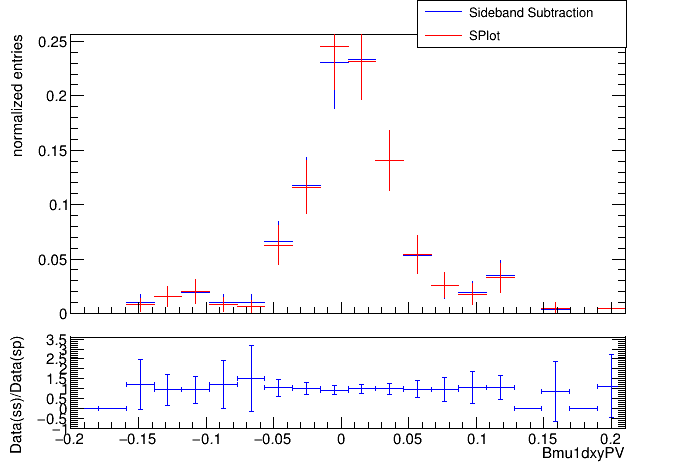 Sideband Subtraction
SPlot
normalized entries
0.25
0.2
0.15
0.1
0.05
0
Data(ss)/Data(sp)
3.5
3
2.5
2
1.5
1
0.5
0
−0.5
−1
−0.2 −0.15 −0.1 −0.05 0 0.05 0.1 0.15 0.2
Bmu1dxyPV